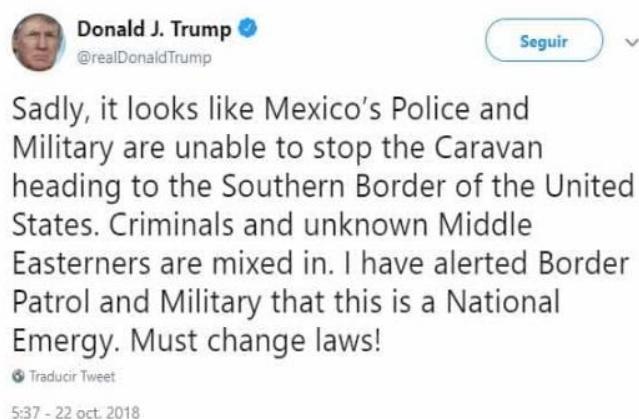 Donald J. Trump
@realDonaldTrump
Seguir
Sadly, it looks like Mexico's Police and
Military are unable to stop the Caravan
heading to the Southern Border of the United
States. Criminals and unknown Middle
Easterners are mixed in. I have alerted Border
Patrol and Military that this is a National
Emergy. Must change laws!
Traducir Tweet
5:37 - 22 oct. 2018